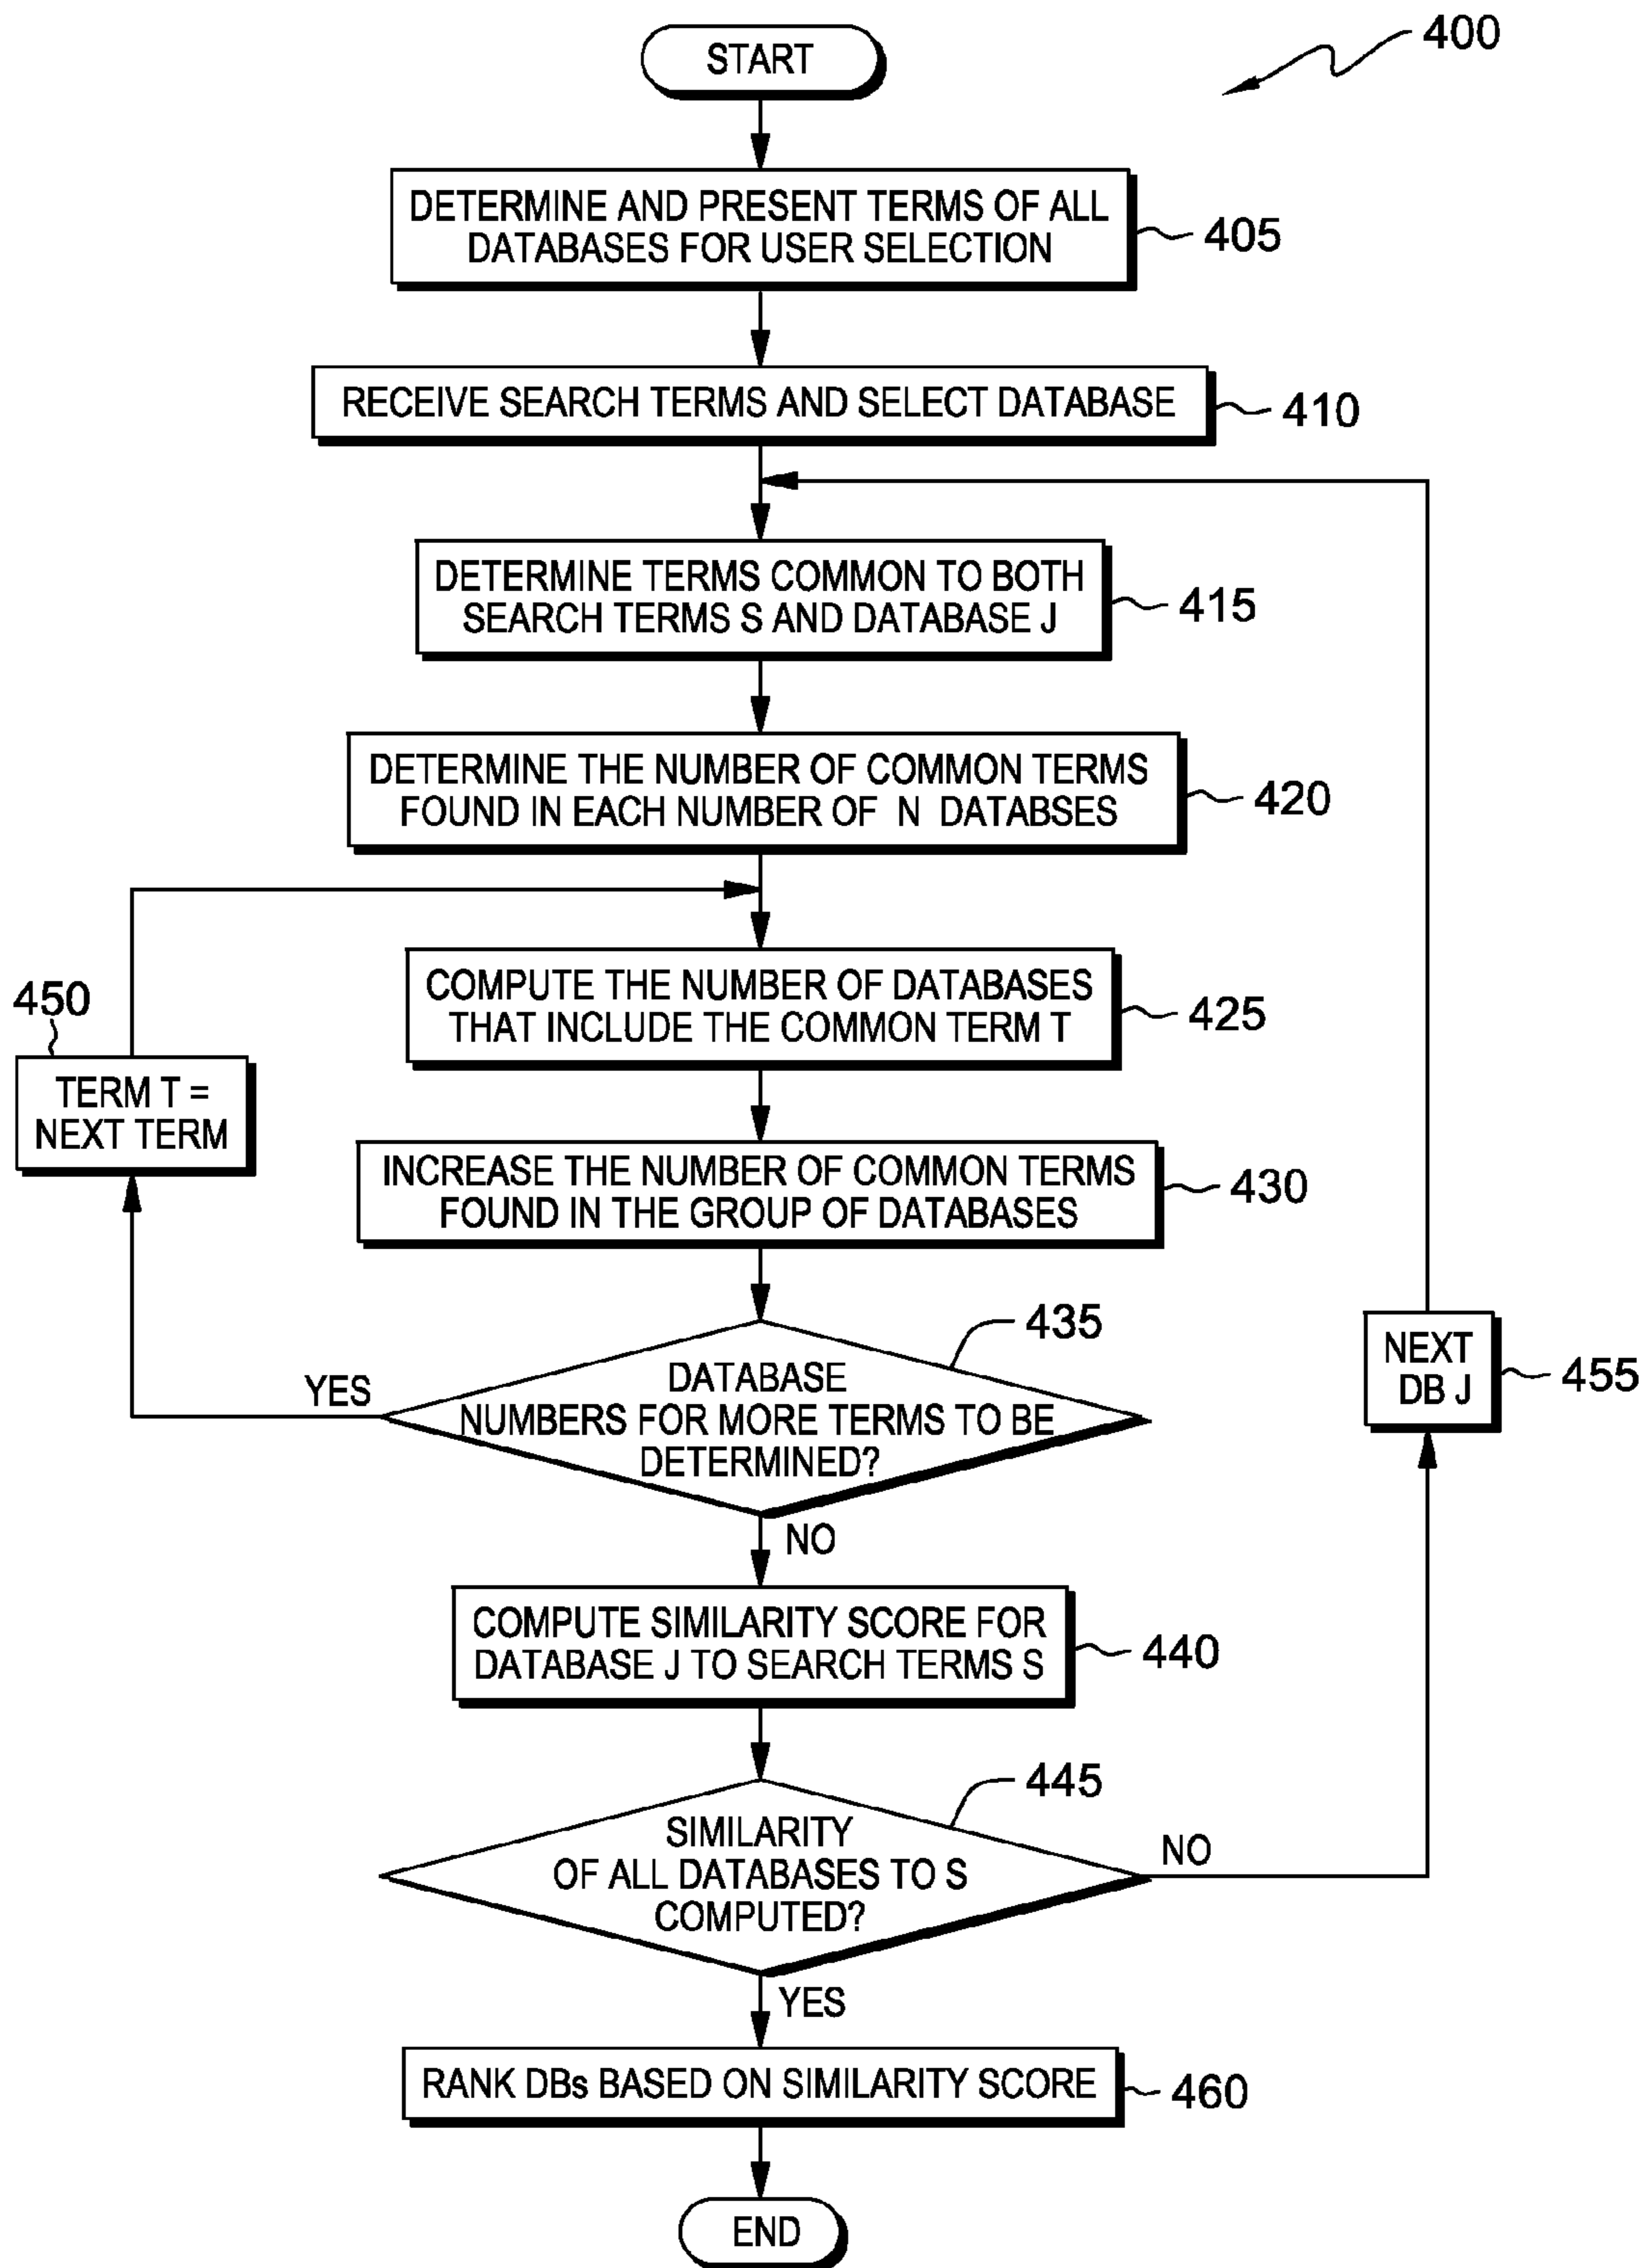 400
START
DETERMINE AND PRESENT TERMS OF ALL
DATABASES FOR USER SELECTION
405
RECEIVE SEARCH TERMS AND SELECT DATABASE
410
DETERMINE TERMS COMMON TO BOTH
SEARCH TERMS S AND DATABASE J
415
DETERMINE THE NUMBER OF COMMON TERMS
FOUND IN EACH NUMBER OF N DATABSES
420
COMPUTE THE NUMBER OF DATABASES
THAT INCLUDE THE COMMON TERM T
425
450
TERM T =
NEXT TERM
INCREASE THE NUMBER OF COMMON TERMS
FOUND IN THE GROUP OF DATABASES
430
435
DATABASE
NUMBERS FOR MORE TERMS TO BE
DETERMINED?
YES
NO
NEXT
DB J
455
COMPUTE SIMILARITY SCORE FOR
DATABASE J TO SEARCH TERMS S
440
445
SIMILARITY
OF ALL DATABASES TO S
COMPUTED?
NO
YES
RANK DBs BASED ON SIMILARITY SCORE
460
END